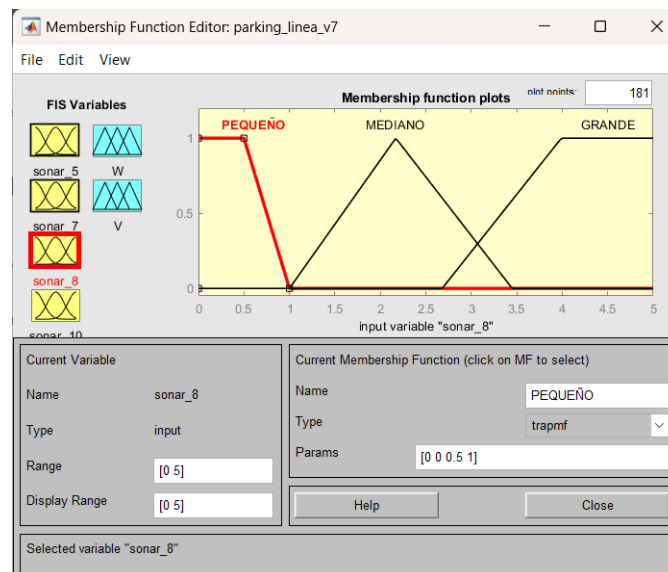 Membership Function Editor: parking_linea_v7
File Edit View
FIS Variables
Membership function plots
plot points:
181
sonar_5
W
sonar_7
V
sonar_8
sonar_10
PEQUEÑO
MEDIANO
GRANDE
1
0.5
0
0 0.5 1 1.5 2 2.5 3 3.5 4 4.5 5
input variable "sonar_8"
Current Variable
Name sonar_8
Type input
Range [0 5]
Display Range [0 5]
Current Membership Function (click on MF to select)
Name PEQUEÑO
Type trapmf
Params [0 0 0.5 1]
Help
Close
Selected variable "sonar_8"